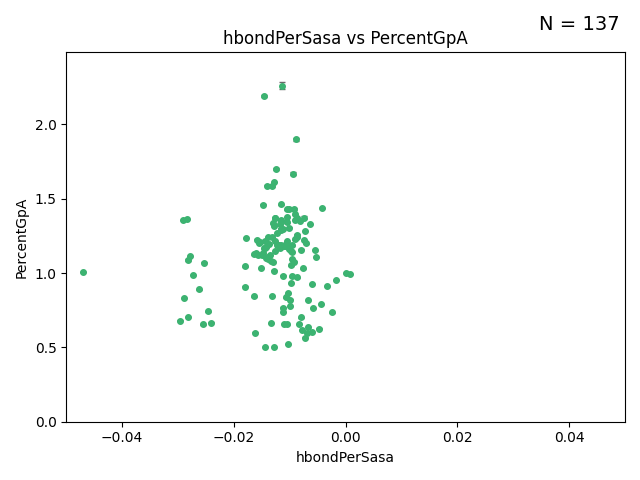 N = 137
hbondPerSasa vs PercentGpA
PercentGpA
2.0
1.5
1.0
0.5
0.0
−0.04 −0.02 0.00 0.02 0.04
hbondPerSasa